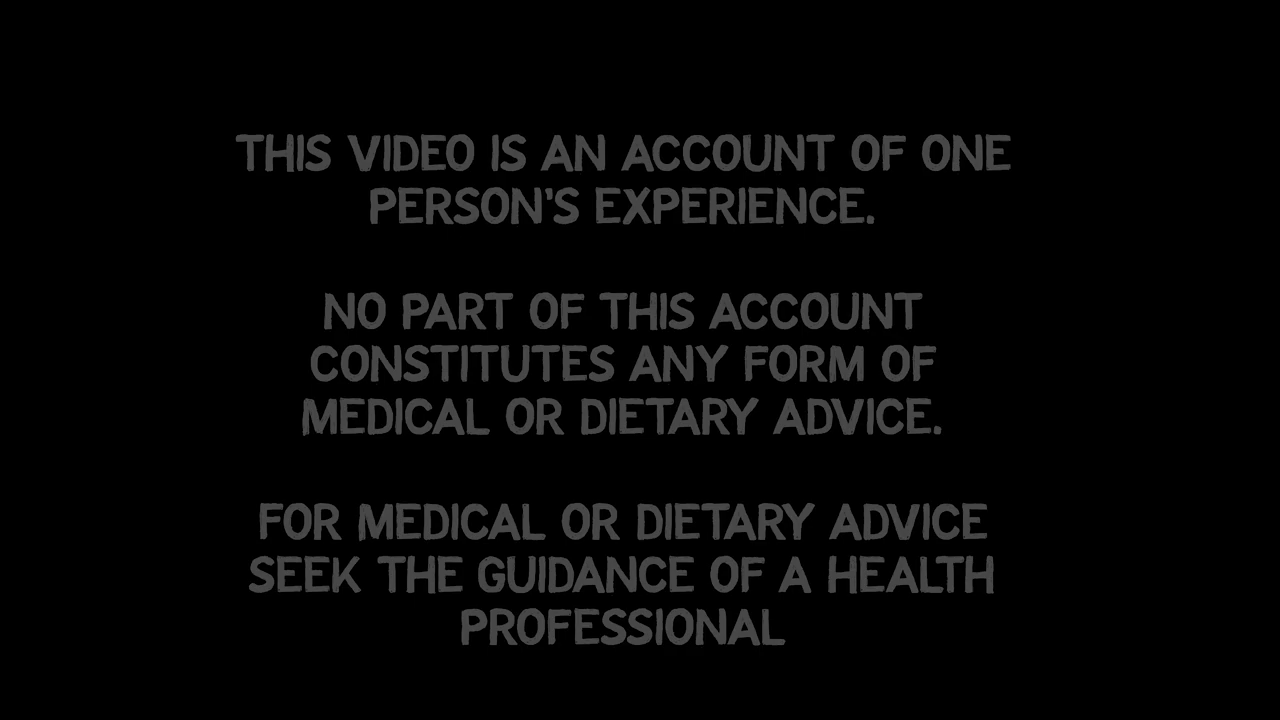 THIS VIDEO IS AN ACCOUNT OF ONE
PERSON'S EXPERIENCE.
NO PART OF THIS ACCOUNT
CONSTITUTES ANY FORM OF
MEDICAL OR DIETARY ADVICE.
FOR MEDICAL OR DIETARY ADVICE
SEEK THE GUIDANCE OF A HEALTH
PROFESSIONAL